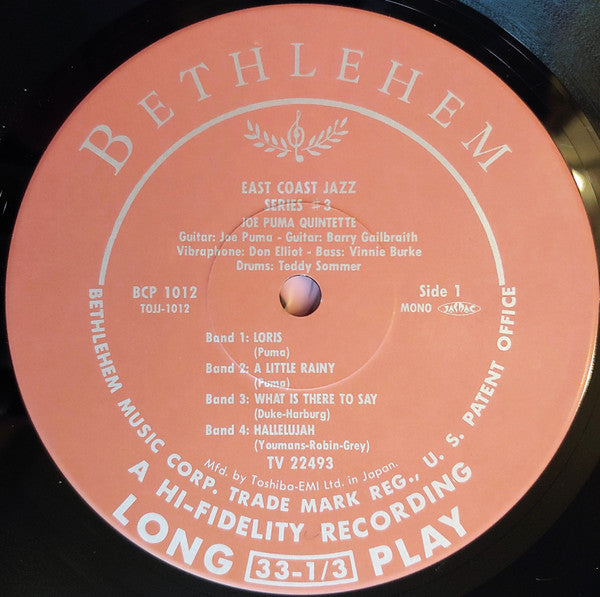 BETHLEHEM
EAST COAST JAZZ
SERIES #3
JOE PUMA QUINTETTE
Guitar: Joe Puma - Guitar: Barry Gailbraith
Vibraphone: Don Elliot - Bass: Vinnie Burke
Drums: Teddy Sommer
BCP 1012
TOJJ-1012
Side 1
MONO JASRAC
Band 1: LORIS
(Puma)
Band 2: A LITTLE RAINY
(Puma)
Band 3: WHAT IS THERE TO SAY
(Duke-Harburg)
Band 4: HALLELUJAH
(Youmans-Robin-Grey)
TV 22493
Mfd. by Toshiba-EMI Ltd. in Japan.
BETHLEHEM MUSIC CORP. TRADE MARK REG., U. S. PATENT OFFICE
A HI-FIDELITY RECORDING
LONG 33-1/3 PLAY